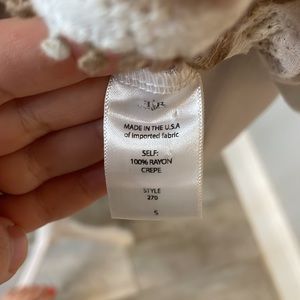 MADE IN THE U.S.A
of imported fabric
SELF:
100% RAYON
CREPE
STYLE
270
S